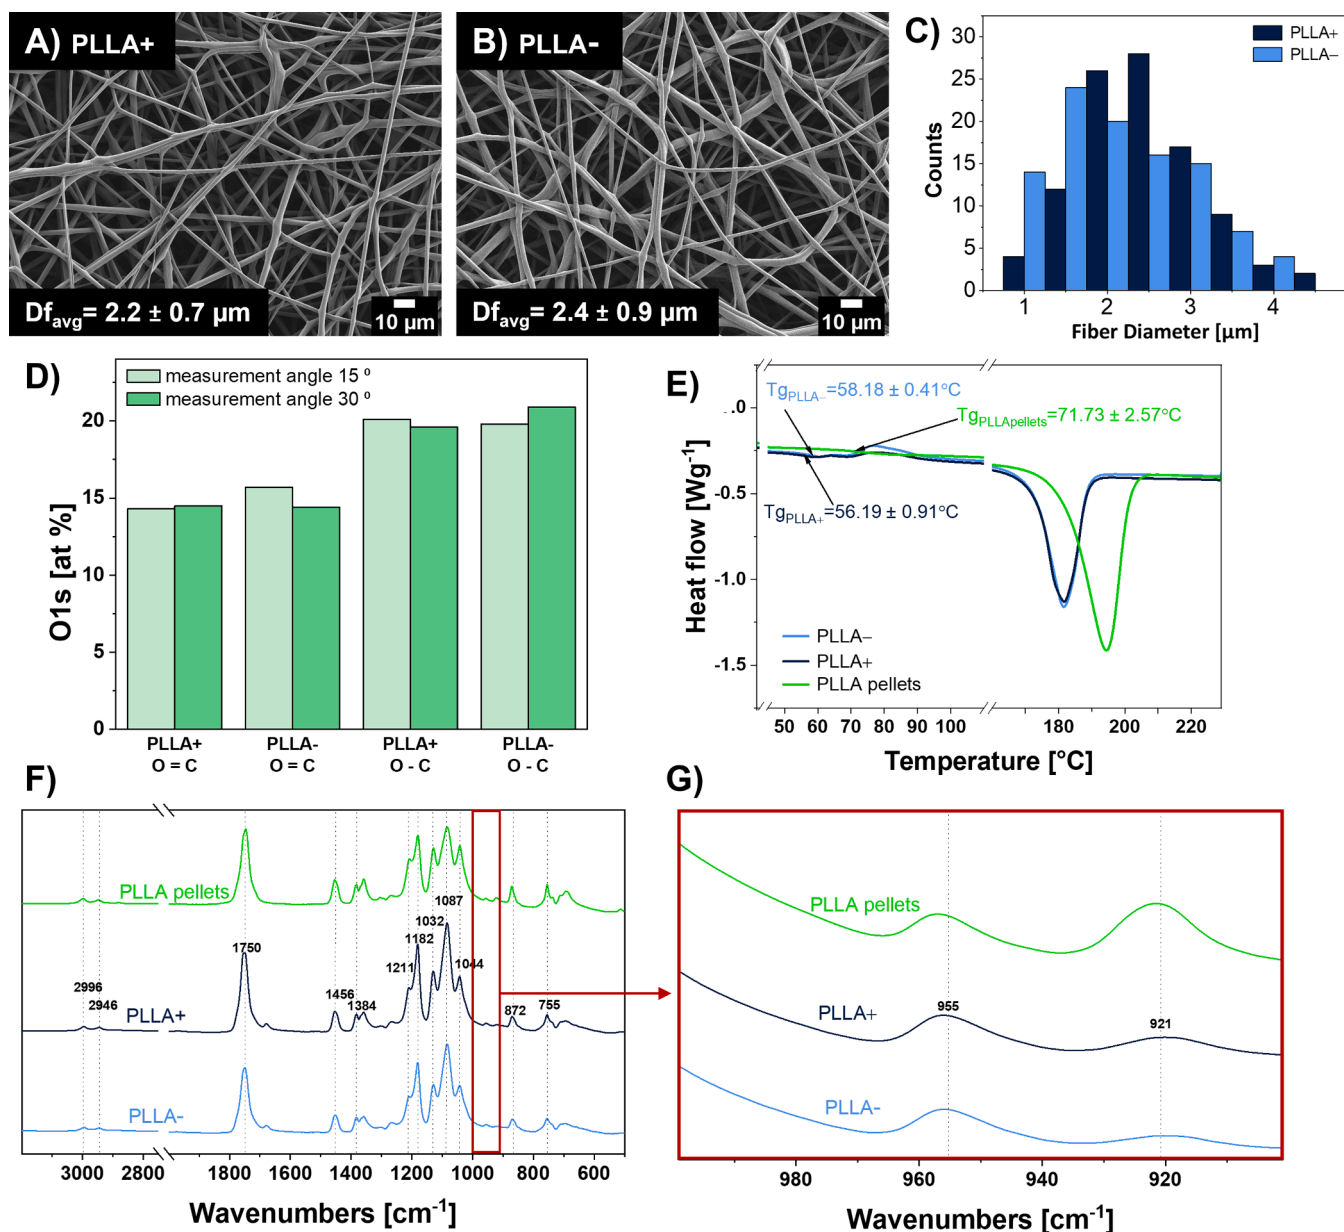 A) PLLA+
Df_avg= 2.2 ± 0.7 µm
10 µm
B) PLLA-
Df_avg= 2.4 ± 0.9 µm
10 µm
C)
PLLA+
PLLA−
30
25
20
15
10
5
0
Counts
1 2 3 4
Fiber Diameter [µm]
D)
measurement angle 15 º
measurement angle 30 º
20
15
10
5
0
O1s [at %]
PLLA+ PLLA- PLLA+ PLLA-
O = C O = C O - C O - C
E)
Tg_PLLA−=58.18 ± 0.41°C
Tg_PLLApellets=71.73 ± 2.57°C
Tg_PLLA+=56.19 ± 0.91°C
.0
-0.5
-1.0
-1.5
Heat flow [Wg⁻¹]
PLLA−
PLLA+
PLLA pellets
50 60 70 80 100 180 200 220
Temperature [°C]
F)
PLLA pellets
1087
1032
1182
1750
1211
1044
2996
2946
1456
1384
872
755
PLLA+
PLLA-
3000 2800 1800 1600 1400 1200 1000 800 600
Wavenumbers [cm⁻¹]
G)
PLLA pellets
PLLA+
955
921
PLLA-
980 960 940 920
Wavenumbers [cm⁻¹]